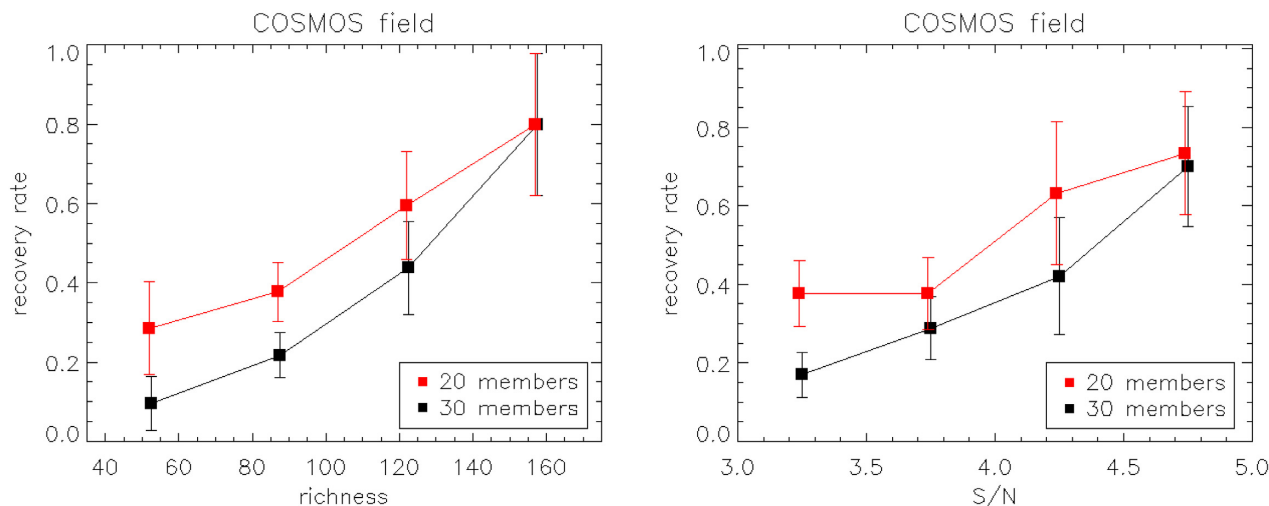 COSMOS field
1.0
0.8
0.6
0.4
0.2
0.0
recovery rate
20 members
30 members
40 60 80 100 120 140 160
richness
COSMOS field
1.0
0.8
0.6
0.4
0.2
0.0
recovery rate
20 members
30 members
3.0 3.5 4.0 4.5 5.0
S/N